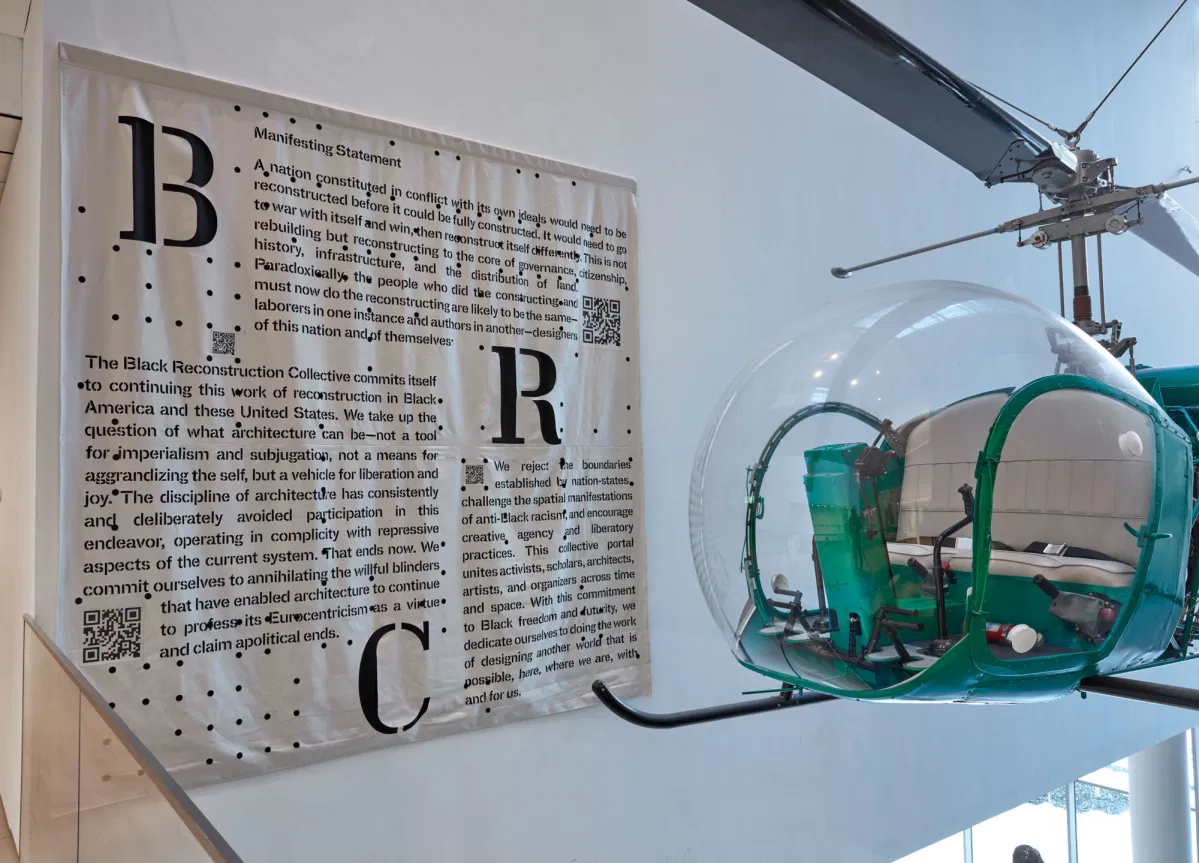 B
Manifesting Statement
A nation constituted in conflict with its own ideals would need to be
reconstructed before it could be fully constructed. It would need to go
to war with itself and win, then reconstruct itself differently. This is not
rebuilding but reconstructing to the core of governance, citizenship,
history, infrastructure, and the distribution of land.
Paradoxically, the people who did the constructing and
must now do the reconstructing are likely to be the same—
laborers in one instance and authors in another—designers
of this nation and of themselves.
The Black Reconstruction Collective commits itself
to continuing this work of reconstruction in Black
America and these United States. We take up the
question of what architecture can be—not a tool
for imperialism and subjugation, not a means for
aggrandizing the self, but a vehicle for liberation and
joy. The discipline of architecture has consistently
and deliberately avoided participation in this
endeavor, operating in complicity with repressive
aspects of the current system. That ends now. We
commit ourselves to annihilating the willful blinders
that have enabled architecture to continue
to profess its Eurocentricism as a virtue
and claim apolitical ends.
R
We reject the boundaries
established by nation-states,
challenge the spatial manifestations
of anti-Black racism, and encourage
creative agency and liberatory
practices. This collective portal
unites activists, scholars, architects,
artists, and organizers across time
and space. With this commitment
to Black freedom and futurity, we
dedicate ourselves to doing the work
of designing another world that is
possible, here, where we are, with
and for us.
C